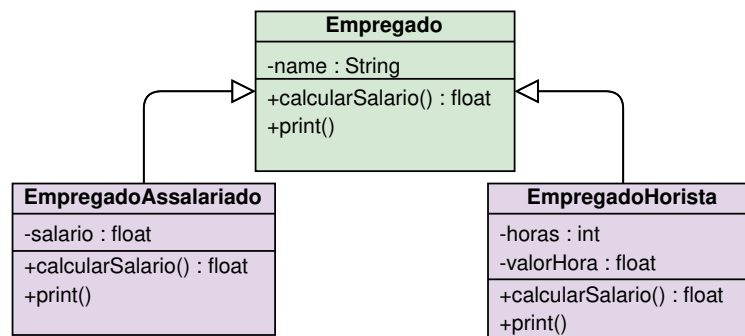 Empregado
-name : String
+calcularSalario() : float
+print()
EmpregadoAssalariado
-salario : float
+calcularSalario() : float
+print()
EmpregadoHorista
-horas : int
-valorHora : float
+calcularSalario() : float
+print()